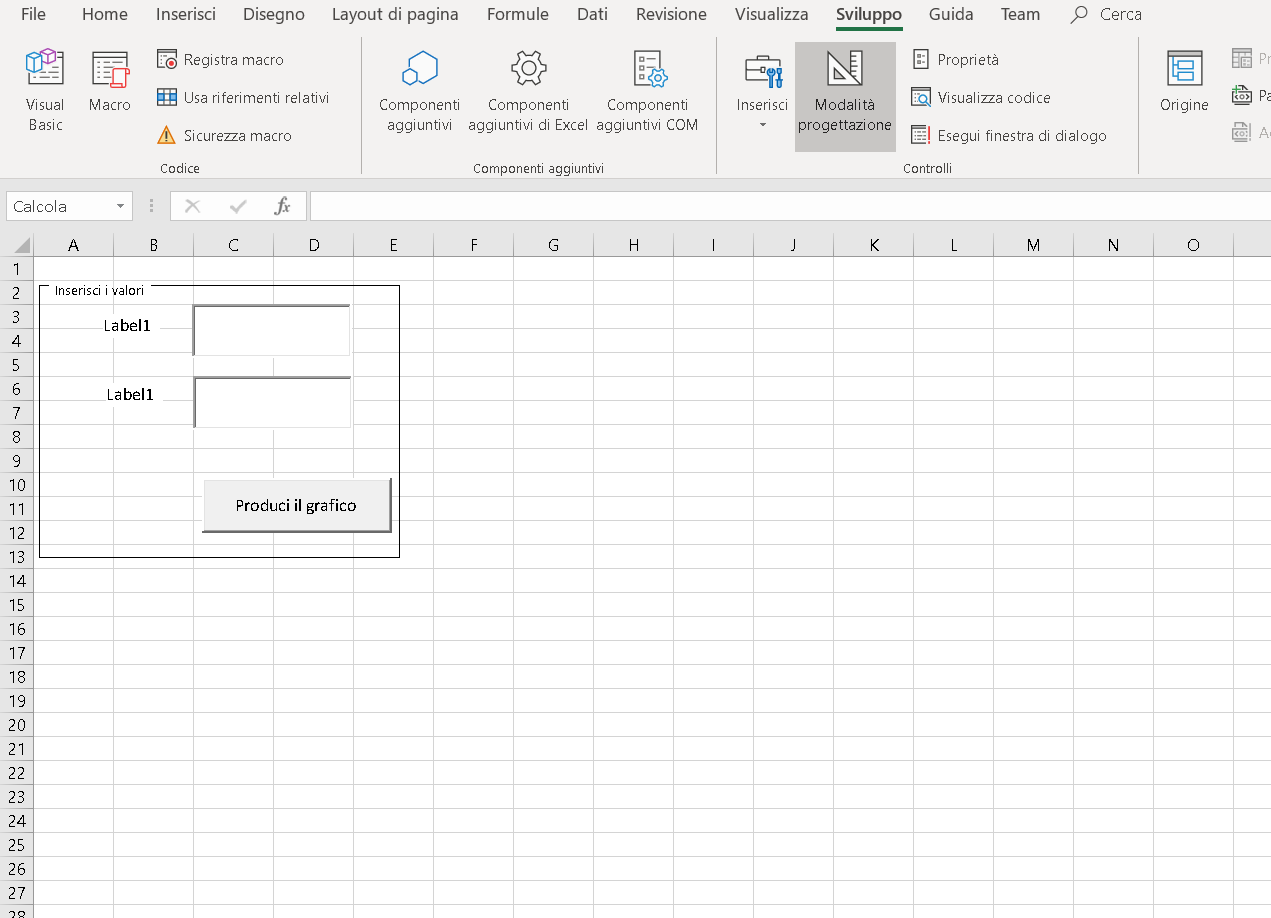 File Home Inserisci Disegno Layout di pagina Formule Dati Revisione Visualizza Sviluppo Guida Team Cerca
Visual Basic
Macro
Registra macro
Usa riferimenti relativi
Sicurezza macro
Codice
Componenti aggiuntivi
Componenti aggiuntivi di Excel
Componenti aggiuntivi COM
Componenti aggiuntivi
Inserisci
Modalità progettazione
Proprietà
Visualizza codice
Esegui finestra di dialogo
Controlli
Origine
Calcola fx
A B C D E F G H I J K L M N O
1
2 Inserisci i valori
3 Label1
4
5
6 Label1
7
8
9
10
11 Produci il grafico
12
13
14
15
16
17
18
19
20
21
22
23
24
25
26
27
28